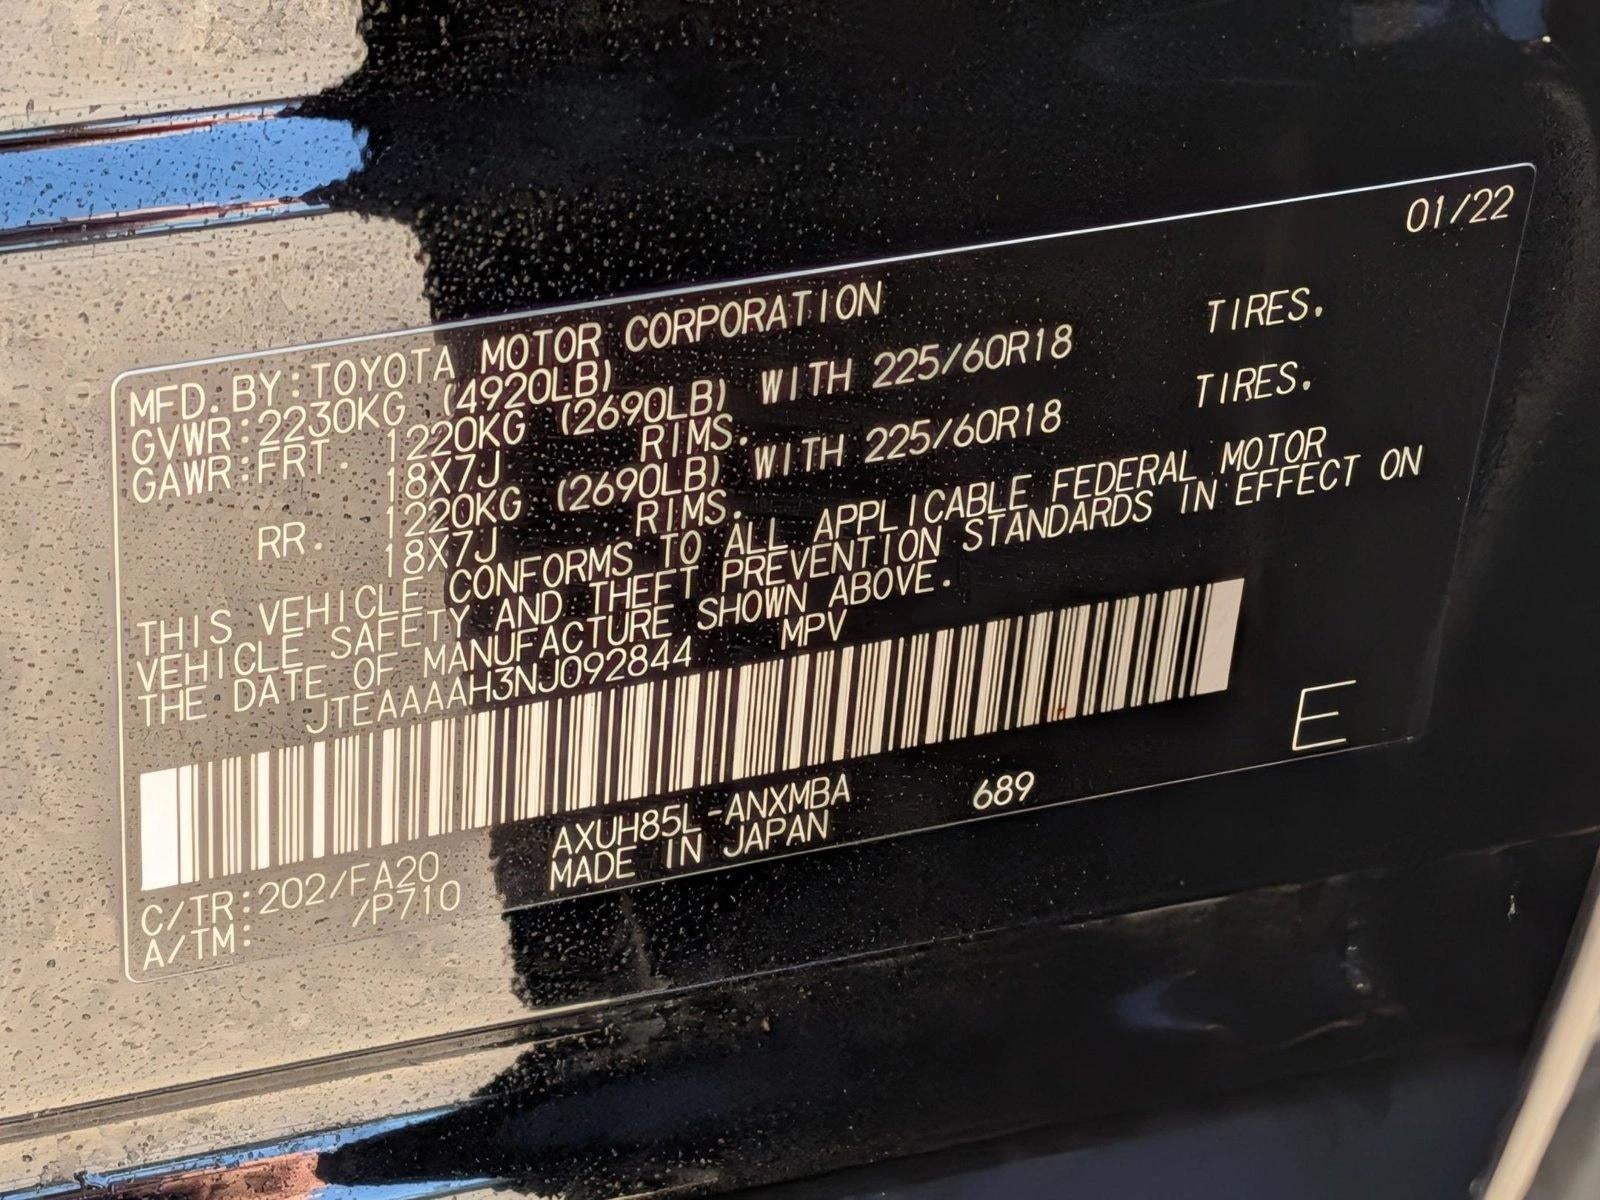 01/22
MFD. BY:TOYOTA MOTOR CORPORATION
GVWR:2230KG (4920LB)
GAWR:FRT. 1220KG (2690LB) WITH 225/60R18 TIRES.
18X7J RIMS.
RR. 1220KG (2690LB) WITH 225/60R18 TIRES.
18X7J RIMS.
THIS VEHICLE CONFORMS TO ALL APPLICABLE FEDERAL MOTOR
VEHICLE SAFETY AND THEFT PREVENTION STANDARDS IN EFFECT ON
THE DATE OF MANUFACTURE SHOWN ABOVE.
JTEAAAAH3NJ092844 MPV
E
AXUH85L-ANXMBA 689
MADE IN JAPAN
C/TR:202/FA20
A/TM: /P710